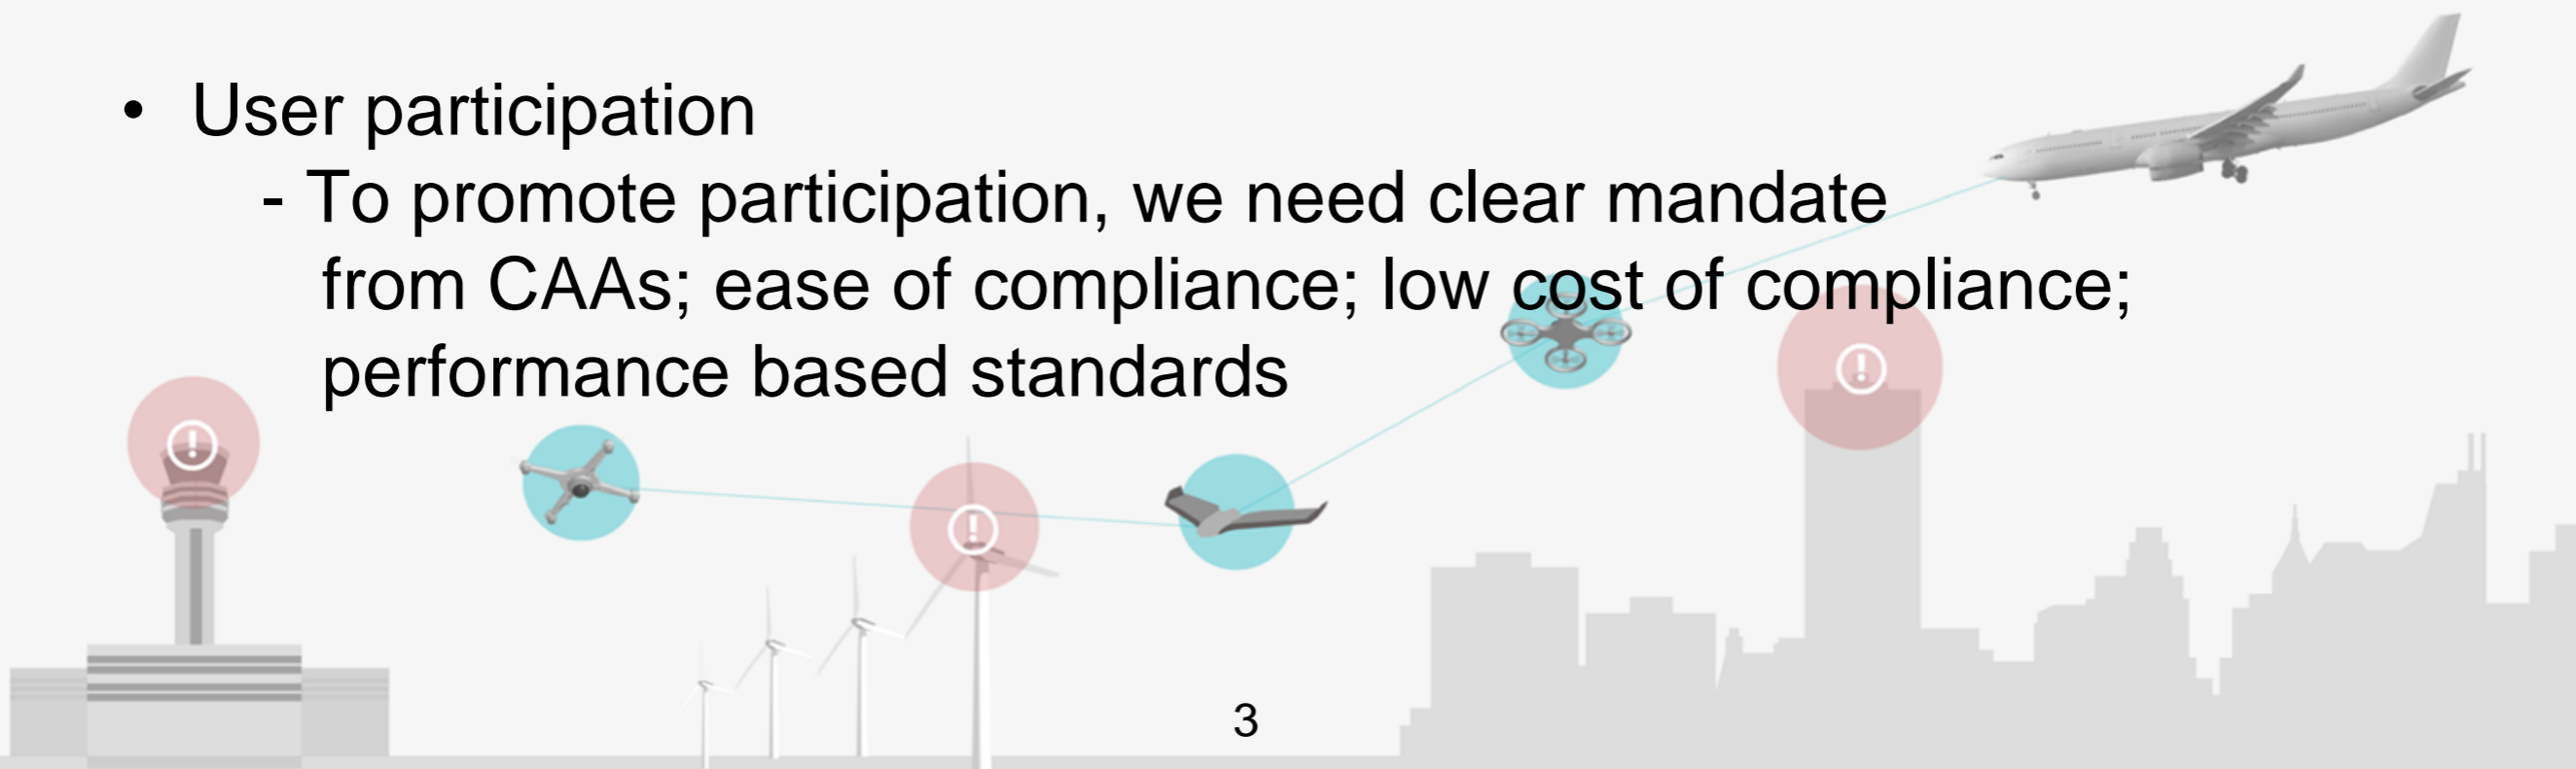 • User participation
- To promote participation, we need clear mandate
from CAAs; ease of compliance; low cost of compliance;
performance based standards
3